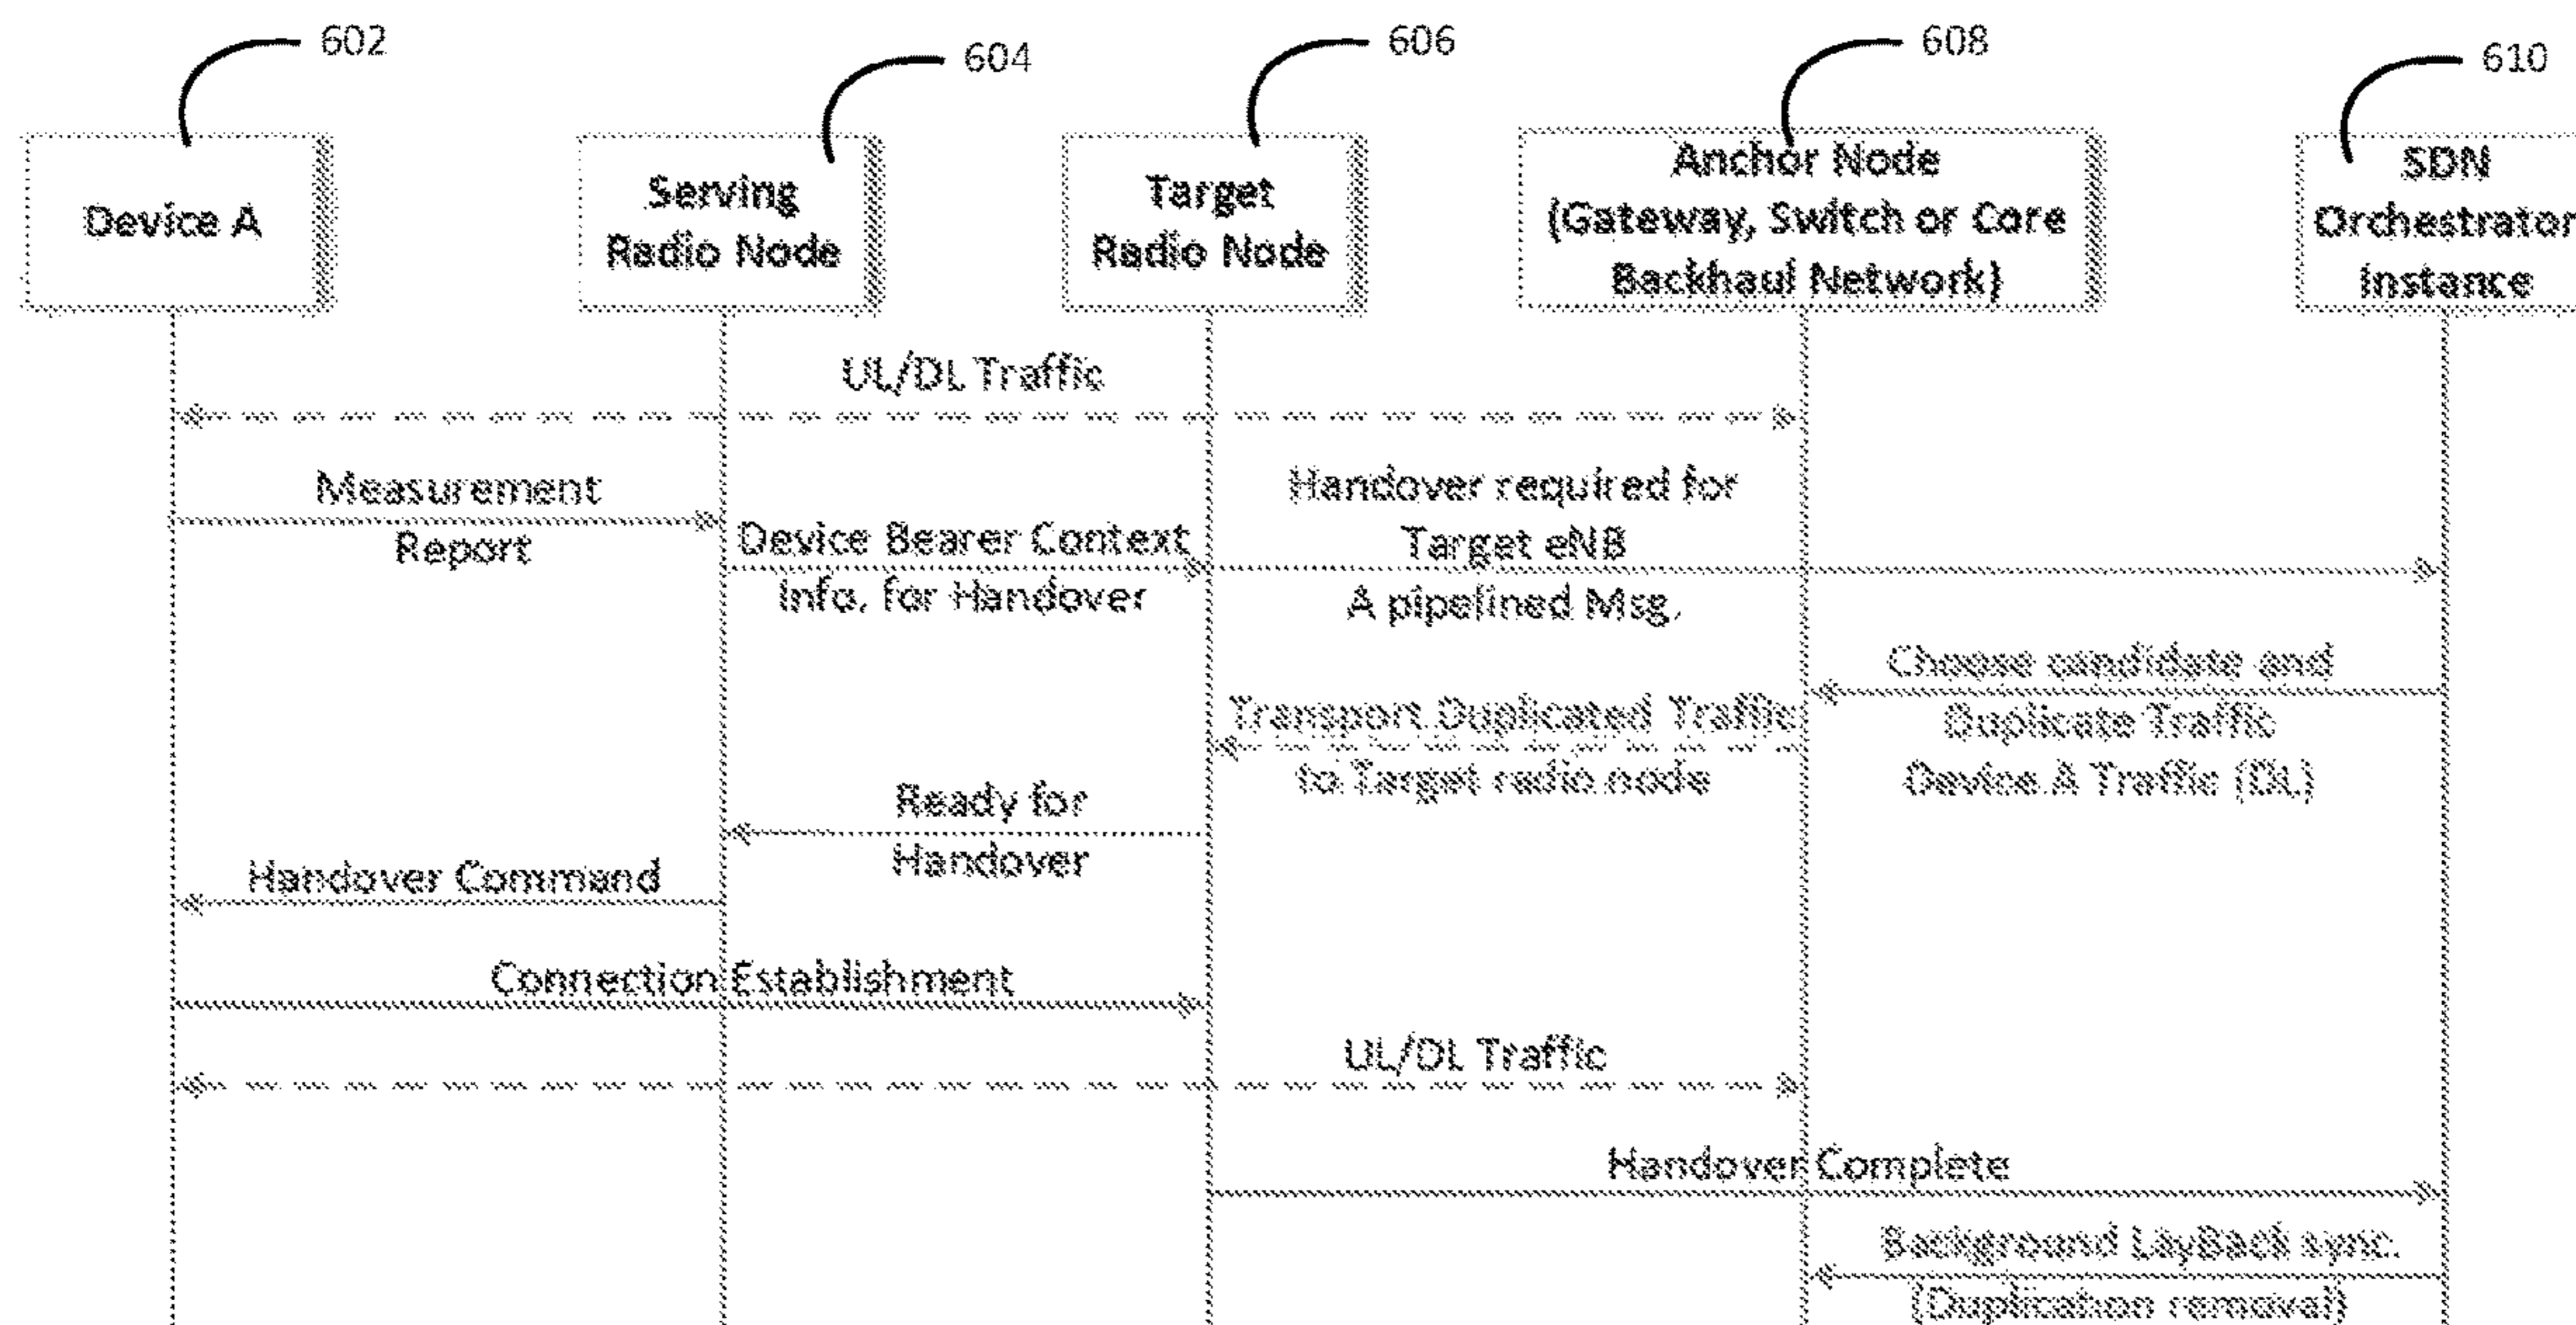 602
604
606
608
610
Device A
Serving
Radio Node
Target
Radio Node
Anchor Node
(Gateway, Switch or Core
Backhaul Network)
SDN
Orchestrator
Instance
UL/DL Traffic
Measurement
Report
Device Bearer Context
Info. for Handover
Handover required for
Target eNB
A pipelined Msg.
Choose candidate and
Duplicate Traffic
Device A Traffic (DL)
Transport Duplicated Traffic
to Target radio node
Ready for
Handover
Handover Command
Connection Establishment
UL/DL Traffic
Handover Complete
Background LayBack sync.
(Duplication removal)